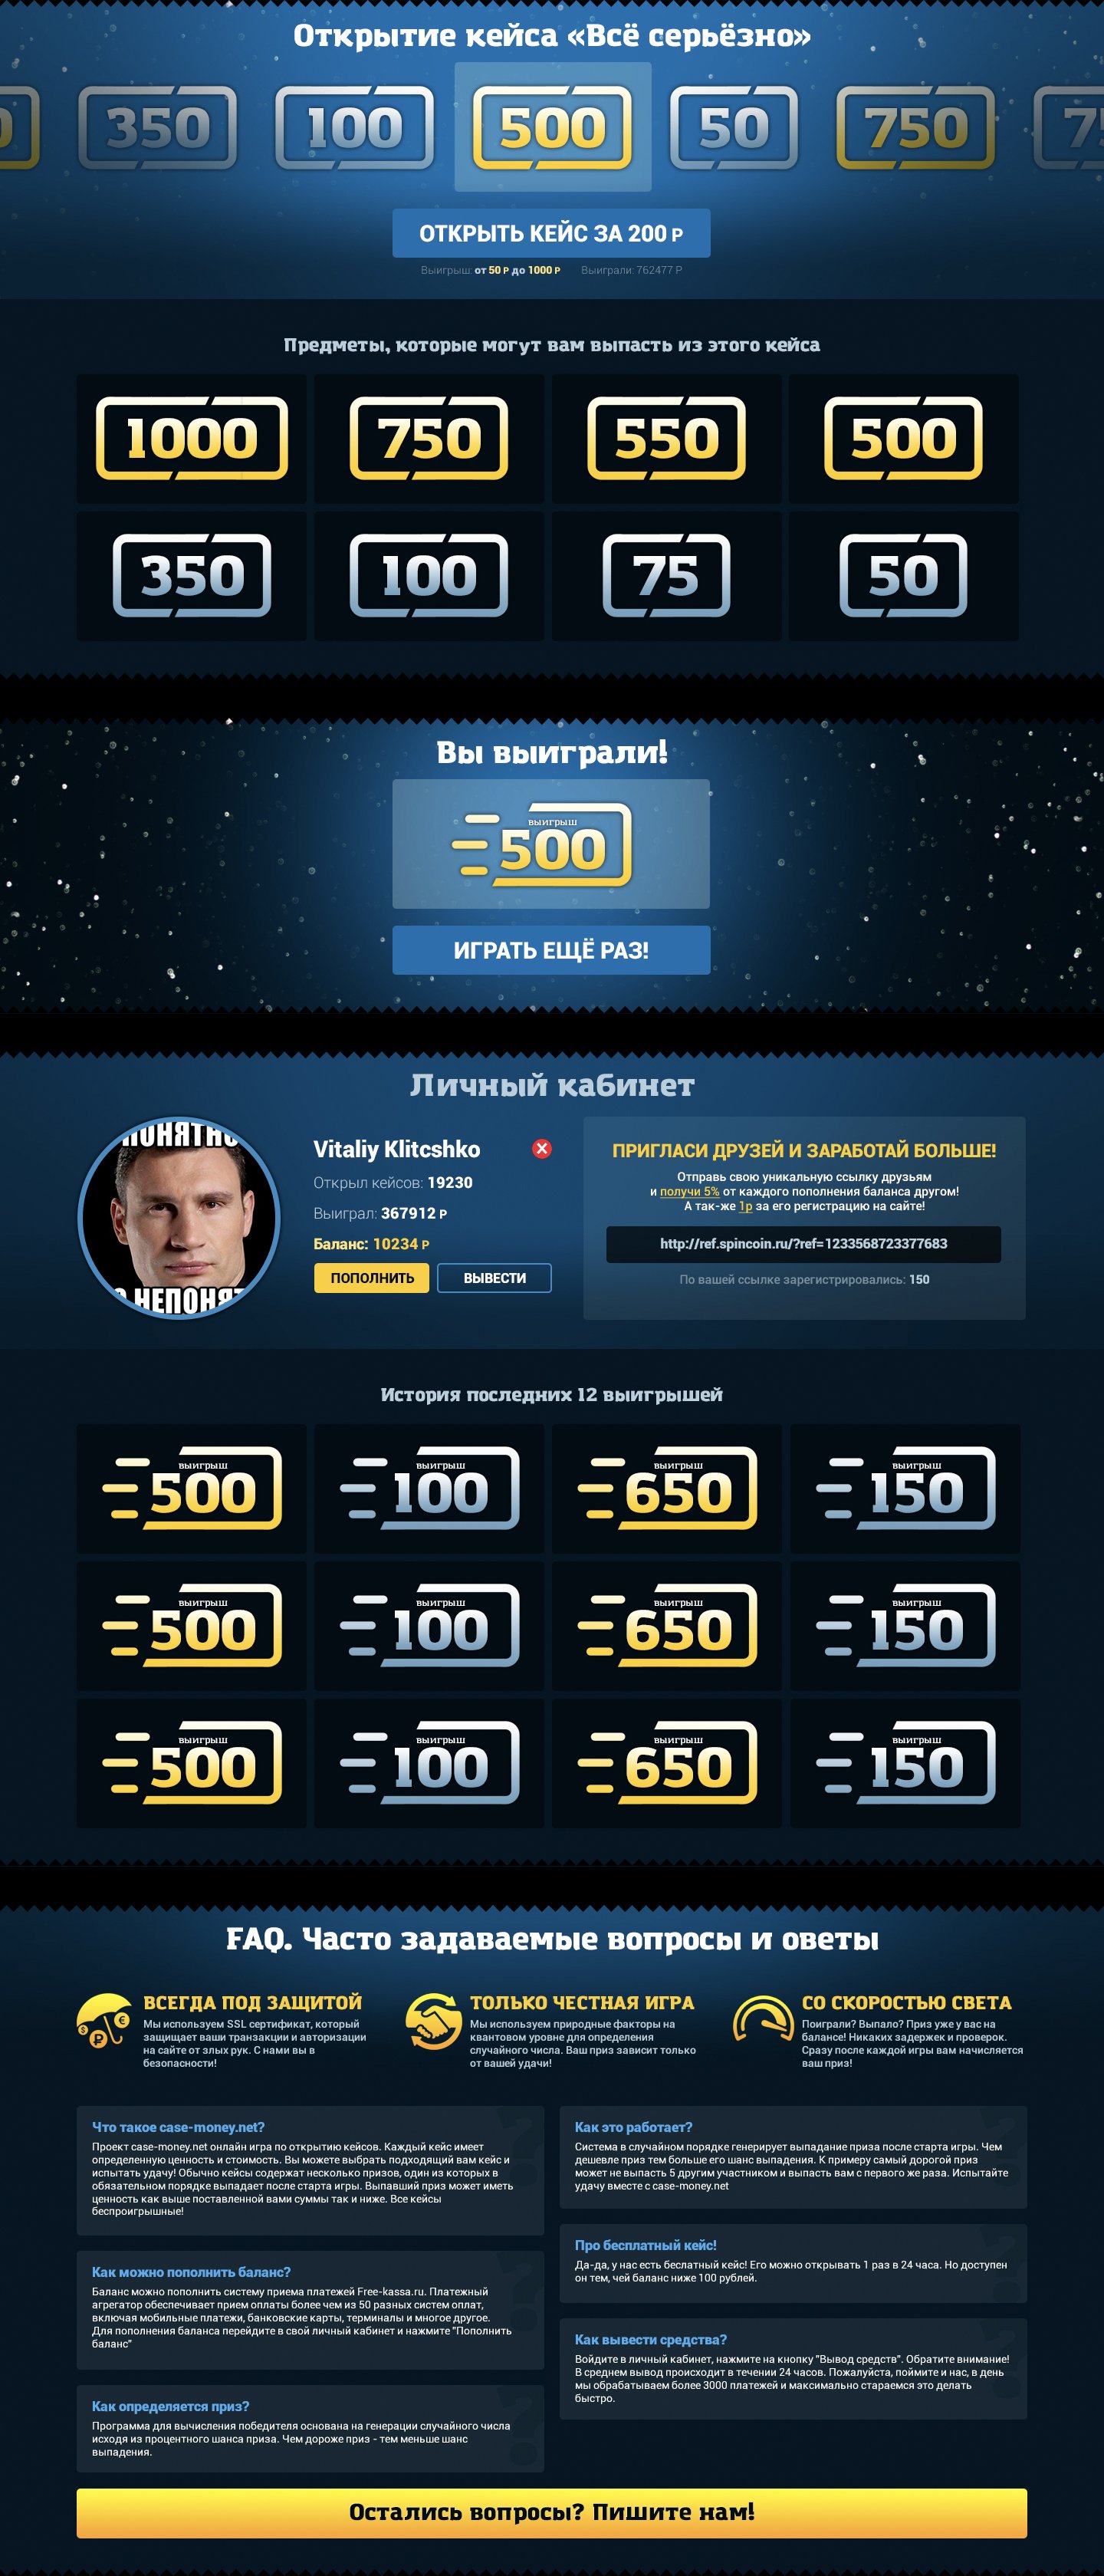 Открытие кейса «Всё серьёзно»
350 100 500 50 750
ОТКРЫТЬ КЕЙС ЗА 200 Р
Выигрыш: от 50 Р до 1000 Р Выиграли: 762477 Р
Предметы, которые могут вам выпасть из этого кейса
1000 750 550 500
350 100 75 50
Вы выиграли!
выигрыш
500
ИГРАТЬ ЕЩЁ РАЗ!
Личный кабинет
Vitaliy Klitcshko
Открыл кейсов: 19230
Выиграл: 367912 Р
Баланс: 10234 Р
ПОПОЛНИТЬ ВЫВЕСТИ
ПРИГЛАСИ ДРУЗЕЙ И ЗАРАБОТАЙ БОЛЬШЕ!
Отправь свою уникальную ссылку друзьям
и получи 5% от каждого пополнения баланса другом!
А так-же 1р за его регистрацию на сайте!
http://ref.spincoin.ru/?ref=1233568723377683
По вашей ссылке зарегистрировались: 150
История последних 12 выигрышей
выигрыш выигрыш выигрыш выигрыш
500 100 650 150
выигрыш выигрыш выигрыш выигрыш
500 100 650 150
выигрыш выигрыш выигрыш выигрыш
500 100 650 150
FAQ. Часто задаваемые вопросы и оветы
ВСЕГДА ПОД ЗАЩИТОЙ
Мы используем SSL сертификат, который
защищает ваши транзакции и авторизации
на сайте от злых рук. С нами вы в
безопасности!
ТОЛЬКО ЧЕСТНАЯ ИГРА
Мы используем природные факторы на
квантовом уровне для определения
случайного числа. Ваш приз зависит только
от вашей удачи!
СО СКОРОСТЬЮ СВЕТА
Поиграли? Выпало? Приз уже у вас на
балансе! Никаких задержек и проверок.
Сразу после каждой игры вам начисляется
ваш приз!
Что такое case-money.net?
Проект case-money.net онлайн игра по открытию кейсов. Каждый кейс имеет
определенную ценность и стоимость. Вы можете выбрать подходящий вам кейс и
испытать удачу! Обычно кейсы содержат несколько призов, один из которых в
обязательном порядке выпадает после старта игры. Выпавший приз может иметь
ценность как выше поставленной вами суммы так и ниже. Все кейсы
беспроигрышные!
Как можно пополнить баланс?
Баланс можно пополнить систему приема платежей Free-kassa.ru. Платежный
агрегатор обеспечивает прием оплаты более чем из 50 разных систем оплат,
включая мобильные платежи, банковские карты, терминалы и многое другое.
Для пополнения баланса перейдите в свой личный кабинет и нажмите "Пополнить
баланс"
Как определяется приз?
Программа для вычисления победителя основана на генерации случайного числа
исходя из процентного шанса приза. Чем дороже приз - тем меньше шанс
выпадения.
Как это работает?
Система в случайном порядке генерирует выпадание приза после старта игры. Чем
дешевле приз тем больше его шанс выпадения. К примеру самый дорогой приз
может не выпасть 5 другим участником и выпасть вам с первого же раза. Испытайте
удачу вместе с case-money.net
Про бесплатный кейс!
Да-да, у нас есть беслатный кейс! Его можно открывать 1 раз в 24 часа. Но доступен
он тем, чей баланс ниже 100 рублей.
Как вывести средства?
Войдите в личный кабинет, нажмите на кнопку "Вывод средств". Обратите внимание!
В среднем вывод происходит в течении 24 часов. Пожалуйста, поймите и нас, в день
мы обрабатываем более 3000 платежей и максимально стараемся это делать
быстро.
Остались вопросы? Пишите нам!